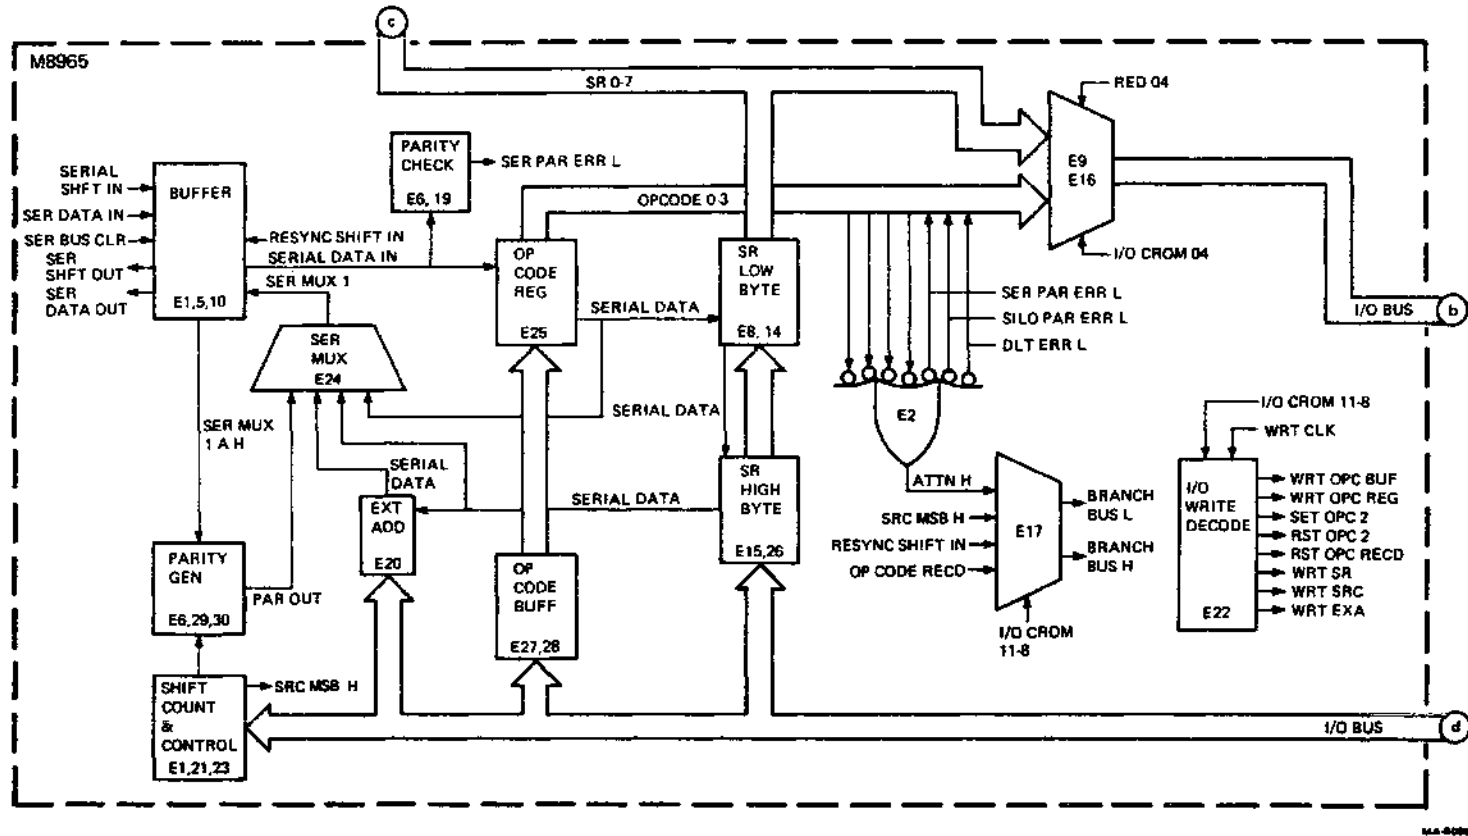 c
M8965
SR 0-7
RED 04
SERIAL
SHFT IN
SER DATA IN
SER BUS CLR
SER
SHFT OUT
SER
DATA OUT
BUFFER
E1,5,10
RESYNC SHIFT IN
SERIAL DATA IN
SER MUX 1
PARITY
CHECK
E6, 19
SER PAR ERR L
OPCODE 0-3
E9
E16
I/O CROM 04
OP
CODE
REG
E25
SERIAL DATA
SR
LOW
BYTE
E8, 14
SER PAR ERR L
SILO PAR ERR L
DLT ERR L
I/O BUS
b
SER
MUX
E24
SER MUX
1 A H
SERIAL DATA
E2
ATTN H
SERIAL
DATA
EXT
ADD
E20
SERIAL DATA
SR
HIGH
BYTE
E15,26
SRC MSB H
RESYNC SHIFT IN
OP CODE RECD
E17
BRANCH
BUS L
BRANCH
BUS H
I/O CROM
11-8
I/O CROM 11-8
WRT CLK
I/O
WRITE
DECODE
E22
WRT OPC BUF
WRT OPC REG
SET OPC 2
RST OPC 2
RST OPC RECD
WRT SR
WRT SRC
WRT EXA
PARITY
GEN
E6,29,30
PAR OUT
OP
CODE
BUFF
E27,28
SHIFT
COUNT
&
CONTROL
E1,21,23
SRC MSB H
I/O BUS
d